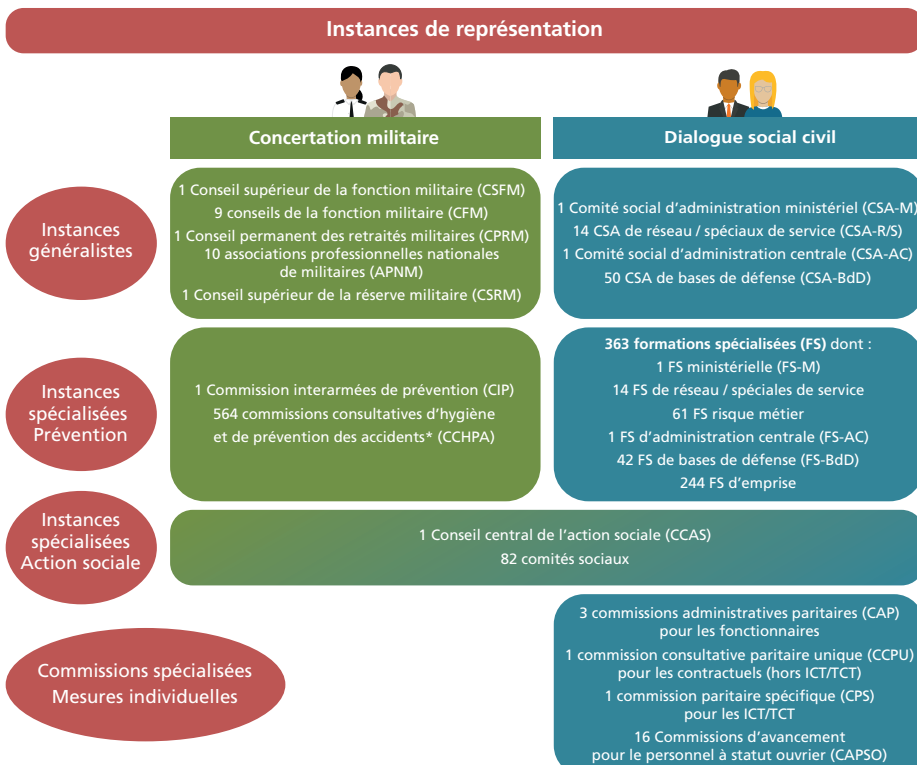 Instances de représentation
Concertation militaire
Dialogue social civil
Instances
généralistes
1 Conseil supérieur de la fonction militaire (CSFM)
9 conseils de la fonction militaire (CFM)
1 Conseil permanent des retraités militaires (CPRM)
10 associations professionnelles nationales
de militaires (APNM)
1 Conseil supérieur de la réserve militaire (CSRM)
1 Comité social d'administration ministériel (CSA-M)
14 CSA de réseau / spéciaux de service (CSA-R/S)
1 Comité social d'administration centrale (CSA-AC)
50 CSA de bases de défense (CSA-BdD)
Instances
spécialisées
Prévention
1 Commission interarmées de prévention (CIP)
564 commissions consultatives d'hygiène
et de prévention des accidents* (CCHPA)
363 formations spécialisées (FS) dont :
1 FS ministérielle (FS-M)
14 FS de réseau / spéciales de service
61 FS risque métier
1 FS d'administration centrale (FS-AC)
42 FS de bases de défense (FS-BdD)
244 FS d'emprise
Instances
spécialisées
Action sociale
1 Conseil central de l'action sociale (CCAS)
82 comités sociaux
Commissions spécialisées
Mesures individuelles
3 commissions administratives paritaires (CAP)
pour les fonctionnaires
1 commission consultative paritaire unique (CCPU)
pour les contractuels (hors ICT/TCT)
1 commission paritaire spécifique (CPS)
pour les ICT/TCT
16 Commissions d'avancement
pour le personnel à statut ouvrier (CAPSO)